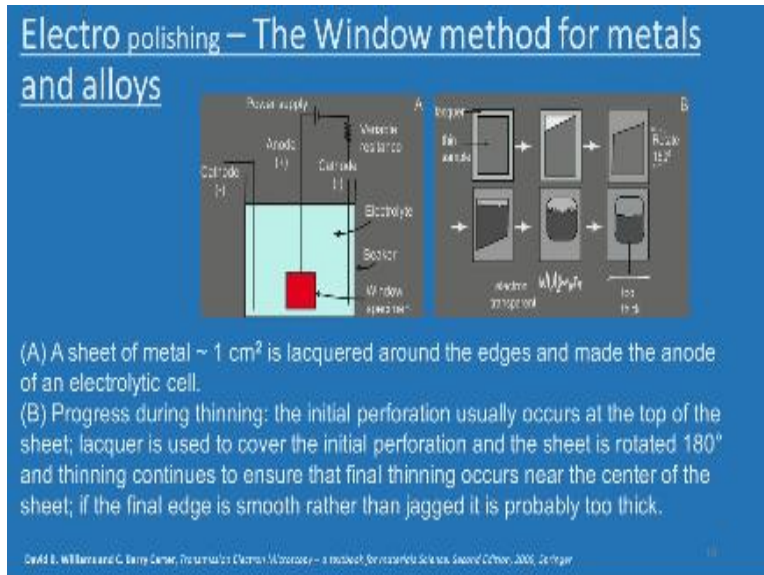 Electro polishing – The Window method for metals
and alloys
Power supply
A
Variable
resitance
Anode
(+)
Cathode
(-)
Cathode
(-)
Electrolyte
Beaker
Window
specimen
B
lacquer
thin
sample
Rotate
180°
electron
transparent
too
thick
(A) A sheet of metal ~ 1 cm² is lacquered around the edges and made the anode
of an electrolytic cell.
(B) Progress during thinning: the initial perforation usually occurs at the top of the
sheet; lacquer is used to cover the initial perforation and the sheet is rotated 180°
and thinning continues to ensure that final thinning occurs near the center of the
sheet; if the final edge is smooth rather than jagged it is probably too thick.
David B. Williams and C. Barry Carter, Transmission Electron Microscopy – a textbook for materials Science. Second Edition, 2009, Springer